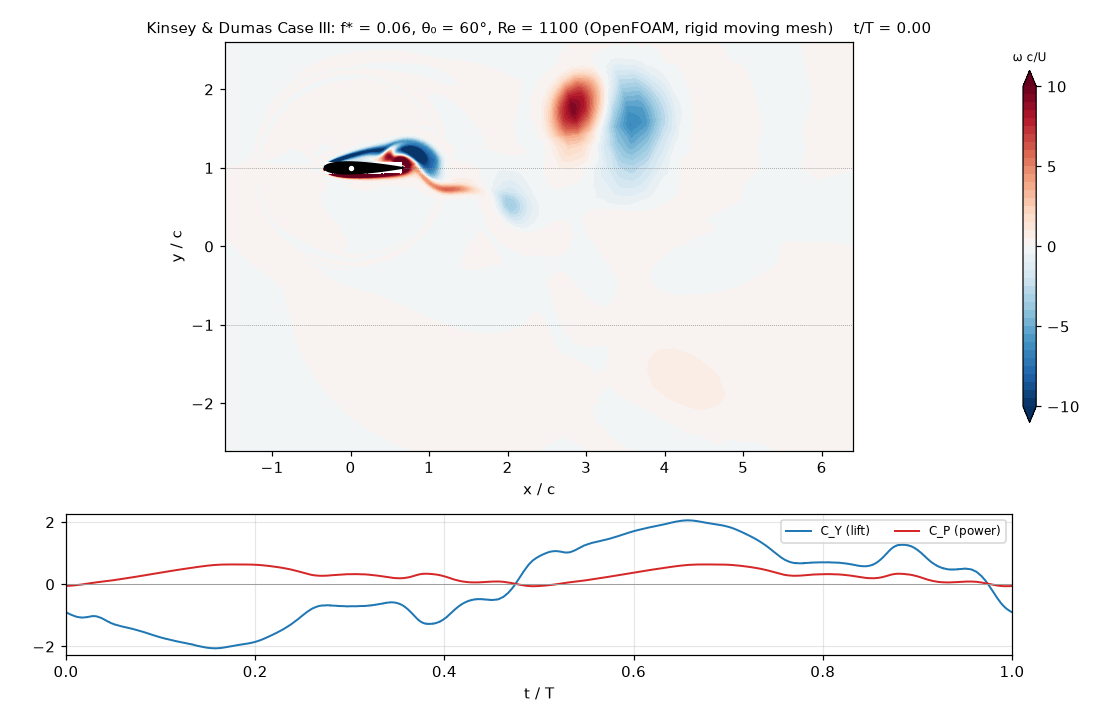 Kinsey & Dumas Case III: f* = 0.06, θ₀ = 60°, Re = 1100 (OpenFOAM, rigid moving mesh)    t/T = 0.00
ω c/U
10
5
0
−5
−10
y / c
2
1
0
−1
−2
−1 0 1 2 3 4 5 6
x / c
C_Y (lift) C_P (power)
2
0
−2
0.0 0.2 0.4 0.6 0.8 1.0
t / T